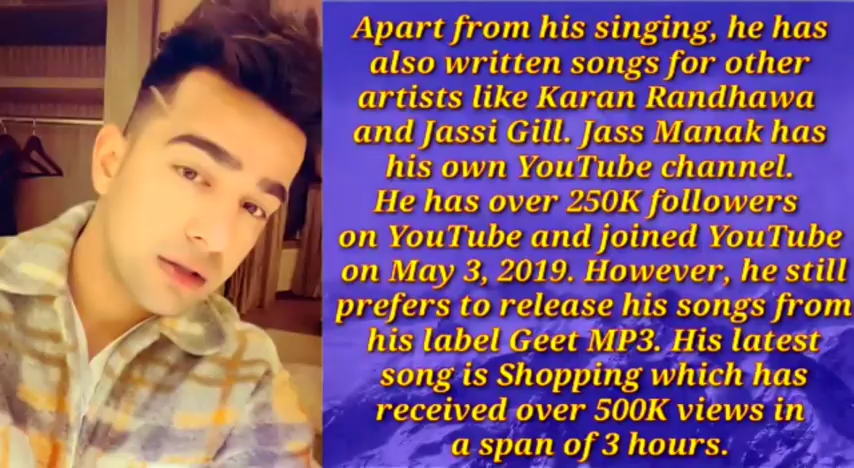 Apart from his singing, he has
also written songs for other
artists like Karan Randhawa
and Jassi Gill. Jass Manak has
his own YouTube channel.
He has over 250K followers
on YouTube and joined YouTube
on May 3, 2019. However, he still
prefers to release his songs from
his label Geet MP3. His latest
song is Shopping which has
received over 500K views in
a span of 3 hours.